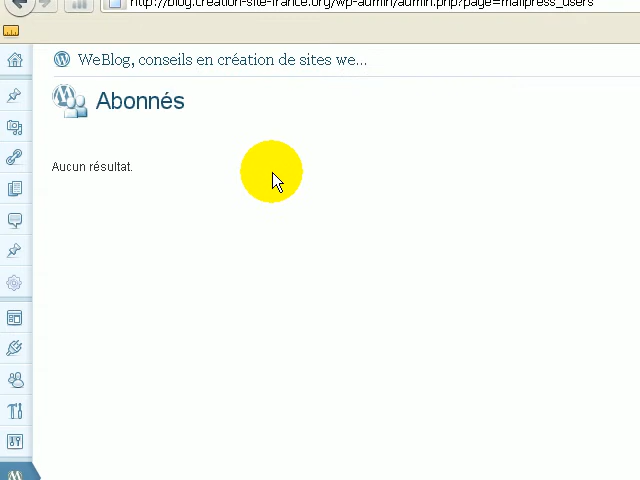 http://blog.creation-site-france.org/wp-admin/admin.php?page=mailpress_users
WeBlog, conseils en création de sites we...
Abonnés
Aucun résultat.